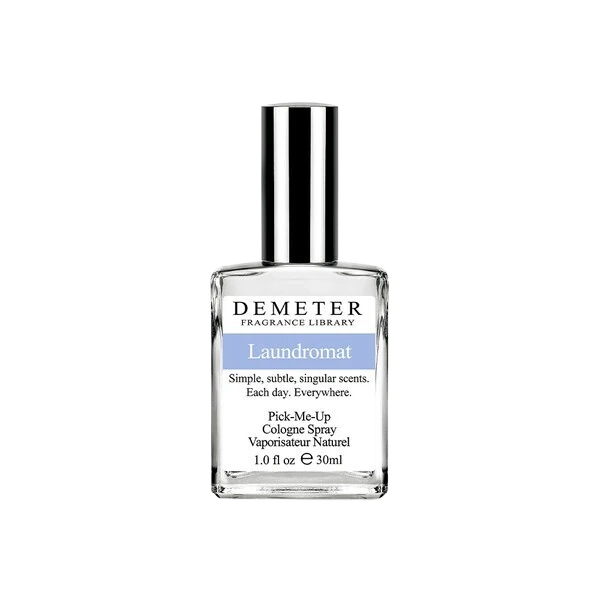 DEMETER
FRAGRANCE LIBRARY
Laundromat
Simple, subtle, singular scents.
Each day. Everywhere.
Pick-Me-Up
Cologne Spray
Vaporisateur Naturel
1.0 fl oz ℮ 30ml